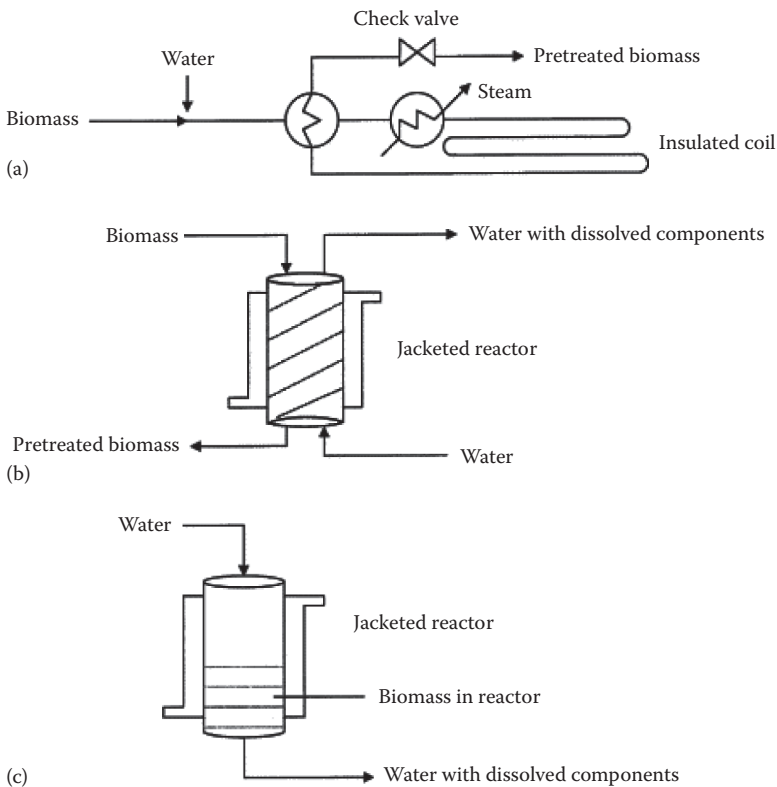 Check valve
Water
Pretreated biomass
Steam
Biomass
Insulated coil
(a)
Biomass
Water with dissolved components
Jacketed reactor
Pretreated biomass
Water
(b)
Water
Jacketed reactor
Biomass in reactor
Water with dissolved components
(c)